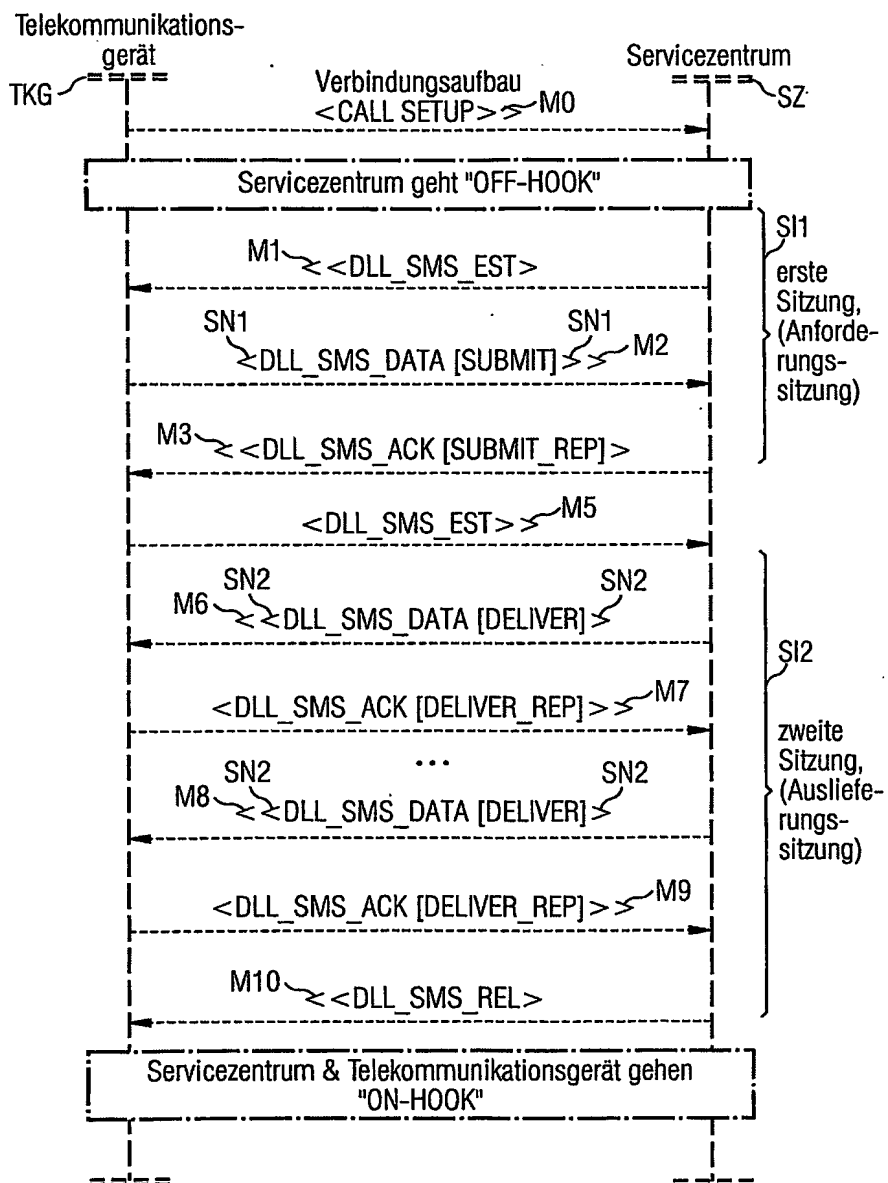 Telekommunikations-
gerät
Servicezentrum
TKG
SZ
Verbindungsaufbau
<CALL SETUP>> M0
Servicezentrum geht "OFF-HOOK"
SI1
erste
Sitzung,
(Anforde-
rungs-
sitzung)
M1 <<DLL_SMS_EST>
SN1 SN1
<DLL_SMS_DATA [SUBMIT]>> M2
M3 <<DLL_SMS_ACK [SUBMIT_REP]>
<DLL_SMS_EST>> M5
SN2 SN2
M6 <<DLL_SMS_DATA [DELIVER]>
SI2
zweite
Sitzung,
(Ausliefe-
rungs-
sitzung)
<DLL_SMS_ACK [DELIVER_REP]>> M7
...
SN2 SN2
M8 <<DLL_SMS_DATA [DELIVER]>
<DLL_SMS_ACK [DELIVER_REP]>> M9
M10 <<DLL_SMS_REL>
Servicezentrum & Telekommunikationsgerät gehen
"ON-HOOK"